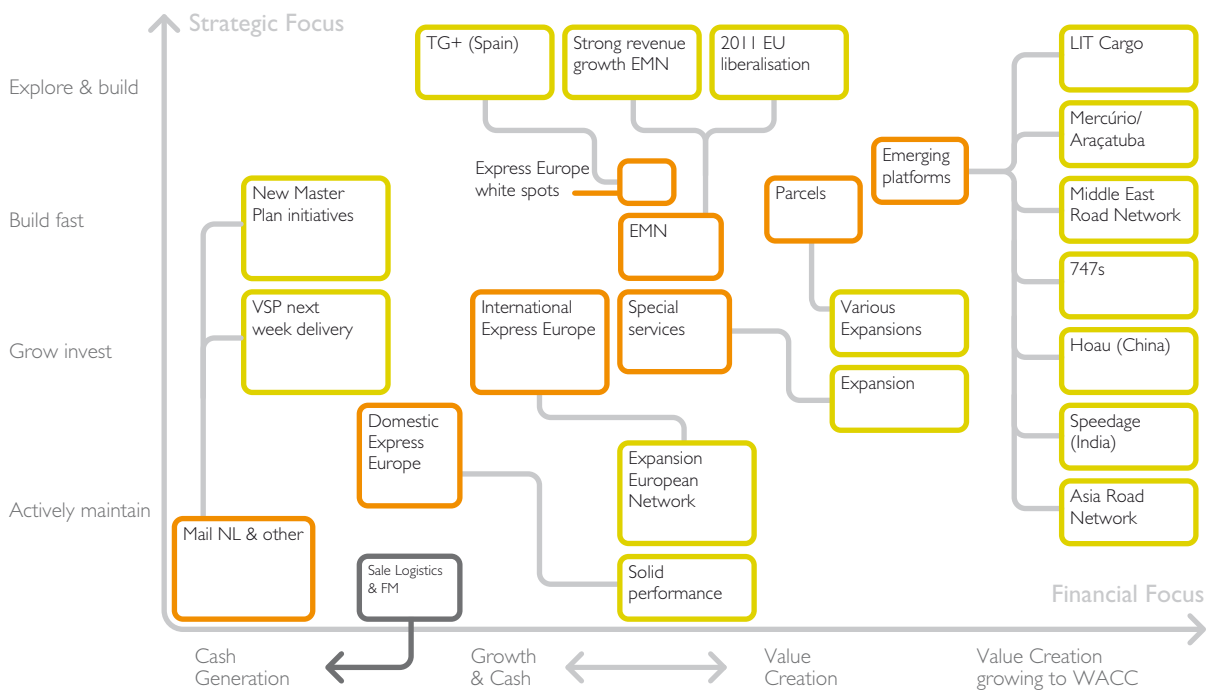 Strategic Focus
Explore & build
Build fast
Grow invest
Actively maintain
TG+ (Spain)
Strong revenue
growth EMN
2011 EU
liberalisation
LIT Cargo
Mercúrio/
Araçatuba
Emerging
platforms
Express Europe
white spots
New Master
Plan initiatives
Parcels
Middle East
Road Network
EMN
747s
VSP next
week delivery
International
Express Europe
Special
services
Various
Expansions
Hoau (China)
Expansion
Domestic
Express
Europe
Speedage
(India)
Expansion
European
Network
Asia Road
Network
Mail NL & other
Sale Logistics
& FM
Solid
performance
Financial Focus
Cash
Generation
Growth
& Cash
Value
Creation
Value Creation
growing to WACC